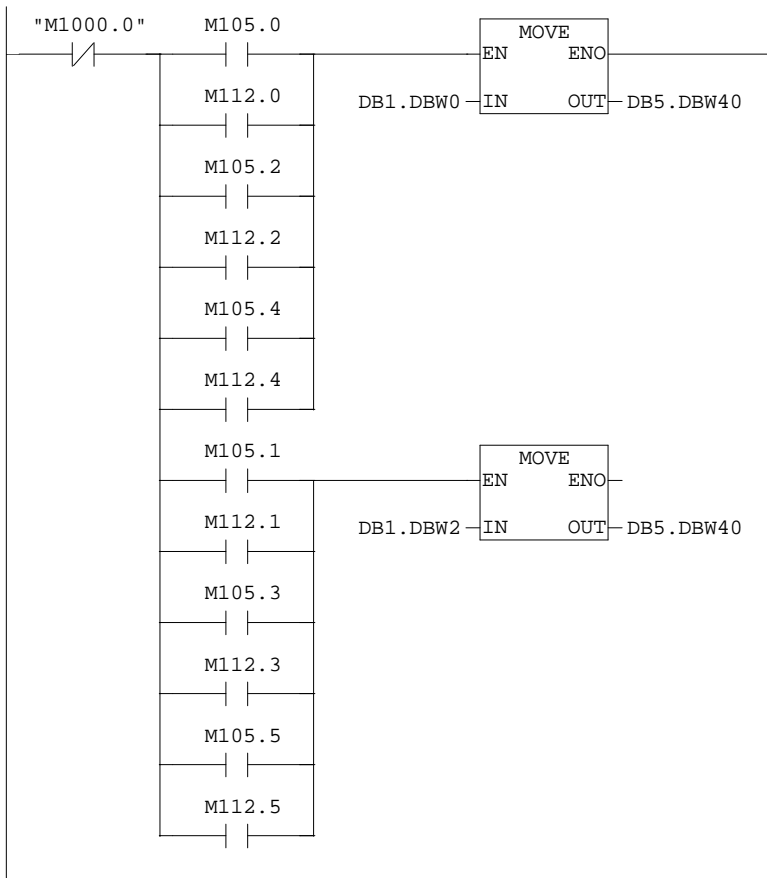 "M1000.0" M105.0 MOVE
EN ENO
M112.0
DB1.DBW0 IN OUT DB5.DBW40
M105.2
M112.2
M105.4
M112.4
M105.1 MOVE
EN ENO
M112.1
DB1.DBW2 IN OUT DB5.DBW40
M105.3
M112.3
M105.5
M112.5